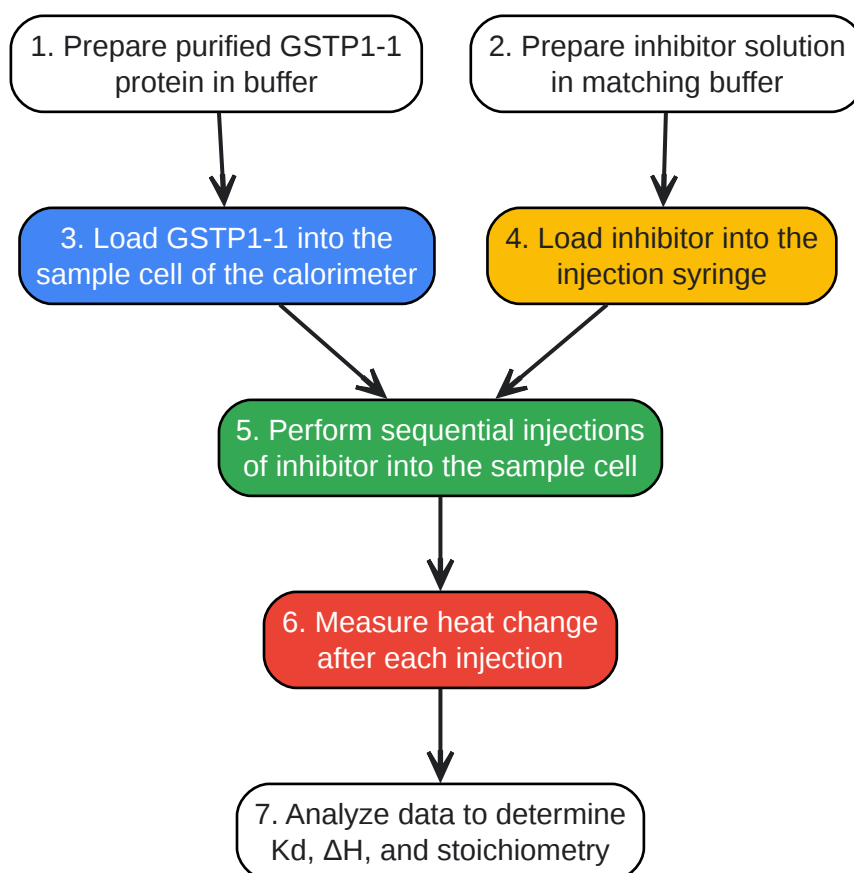 1. Prepare purified GSTP1-1
protein in buffer
2. Prepare inhibitor solution
in matching buffer
3. Load GSTP1-1 into the
sample cell of the calorimeter
4. Load inhibitor into the
injection syringe
5. Perform sequential injections
of inhibitor into the sample cell
6. Measure heat change
after each injection
7. Analyze data to determine
Kd, ΔH, and stoichiometry